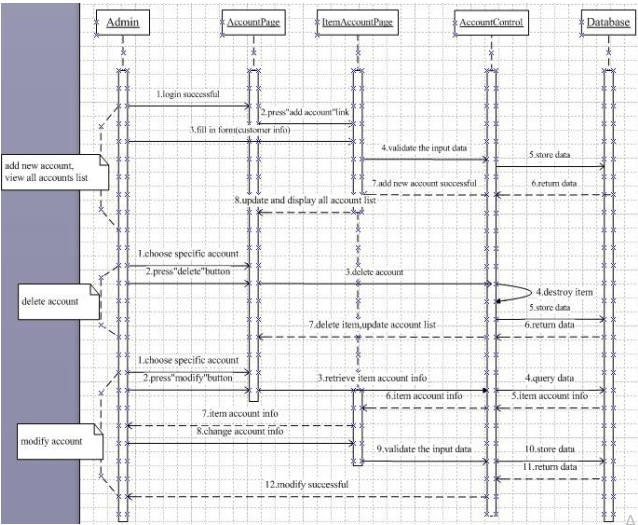 Admin AccountPage ItemAccountPage AccountControl Database
1.login successful
2.press"add account"link
3.fill in form(customer info)
4.validate the input data
5.store data
add new account,
view all accounts list
7.add new account successful
6.return data
8.update and display all account list
1.choose specific account
2.press"delete"button
3.delete account
4.destroy item
delete account
5.store data
7.delete item,update account list
6.return data
1.choose specific account
2.press"modify"button
3.retrieve item account info
4.query data
6.item account info
5.item account info
7.item account info
8.change account info
modify account
9.validate the input data
10.store data
11.return data
12.modify successful